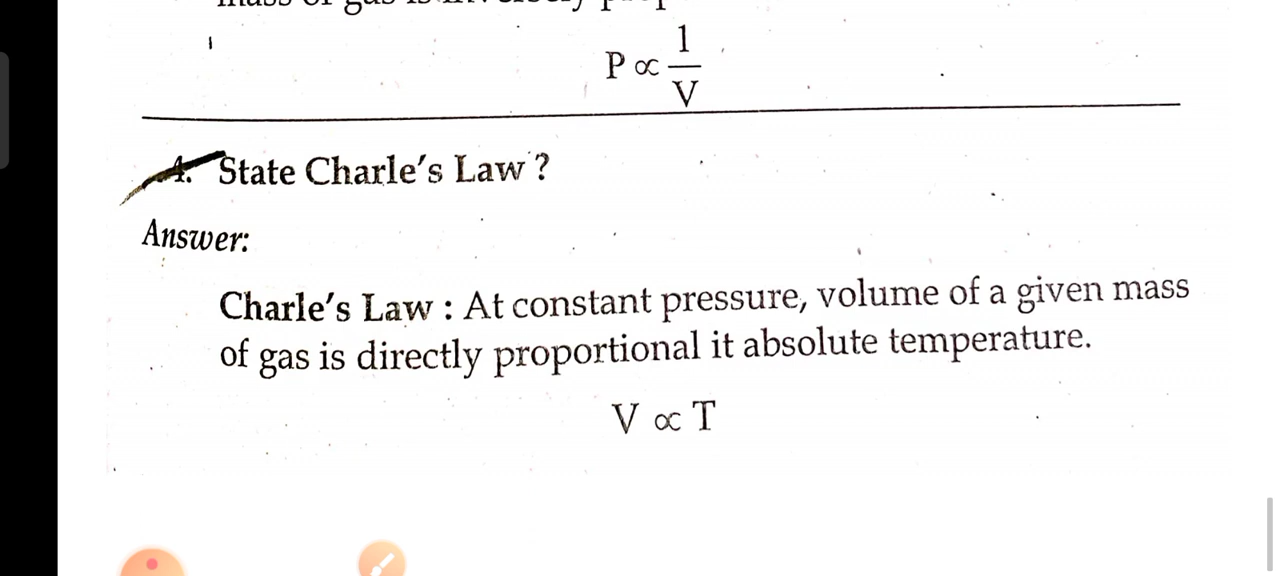 P ∝ 1/V
4. State Charle's Law ?
Answer:
Charle's Law : At constant pressure, volume of a given mass
of gas is directly proportional it absolute temperature.
V ∝ T